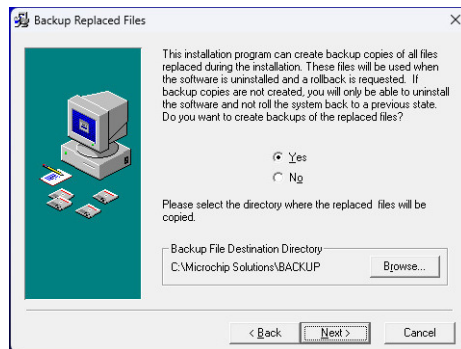 Backup Replaced Files
This installation program can create backup copies of all files
replaced during the installation. These files will be used when
the software is uninstalled and a rollback is requested. If
backup copies are not created, you will only be able to uninstall
the software and not roll the system back to a previous state.
Do you want to create backups of the replaced files?
Yes
No
Please select the directory where the replaced files will be
copied.
Backup File Destination Directory
C:\Microchip Solutions\BACKUP
Browse...
< Back
Next >
Cancel